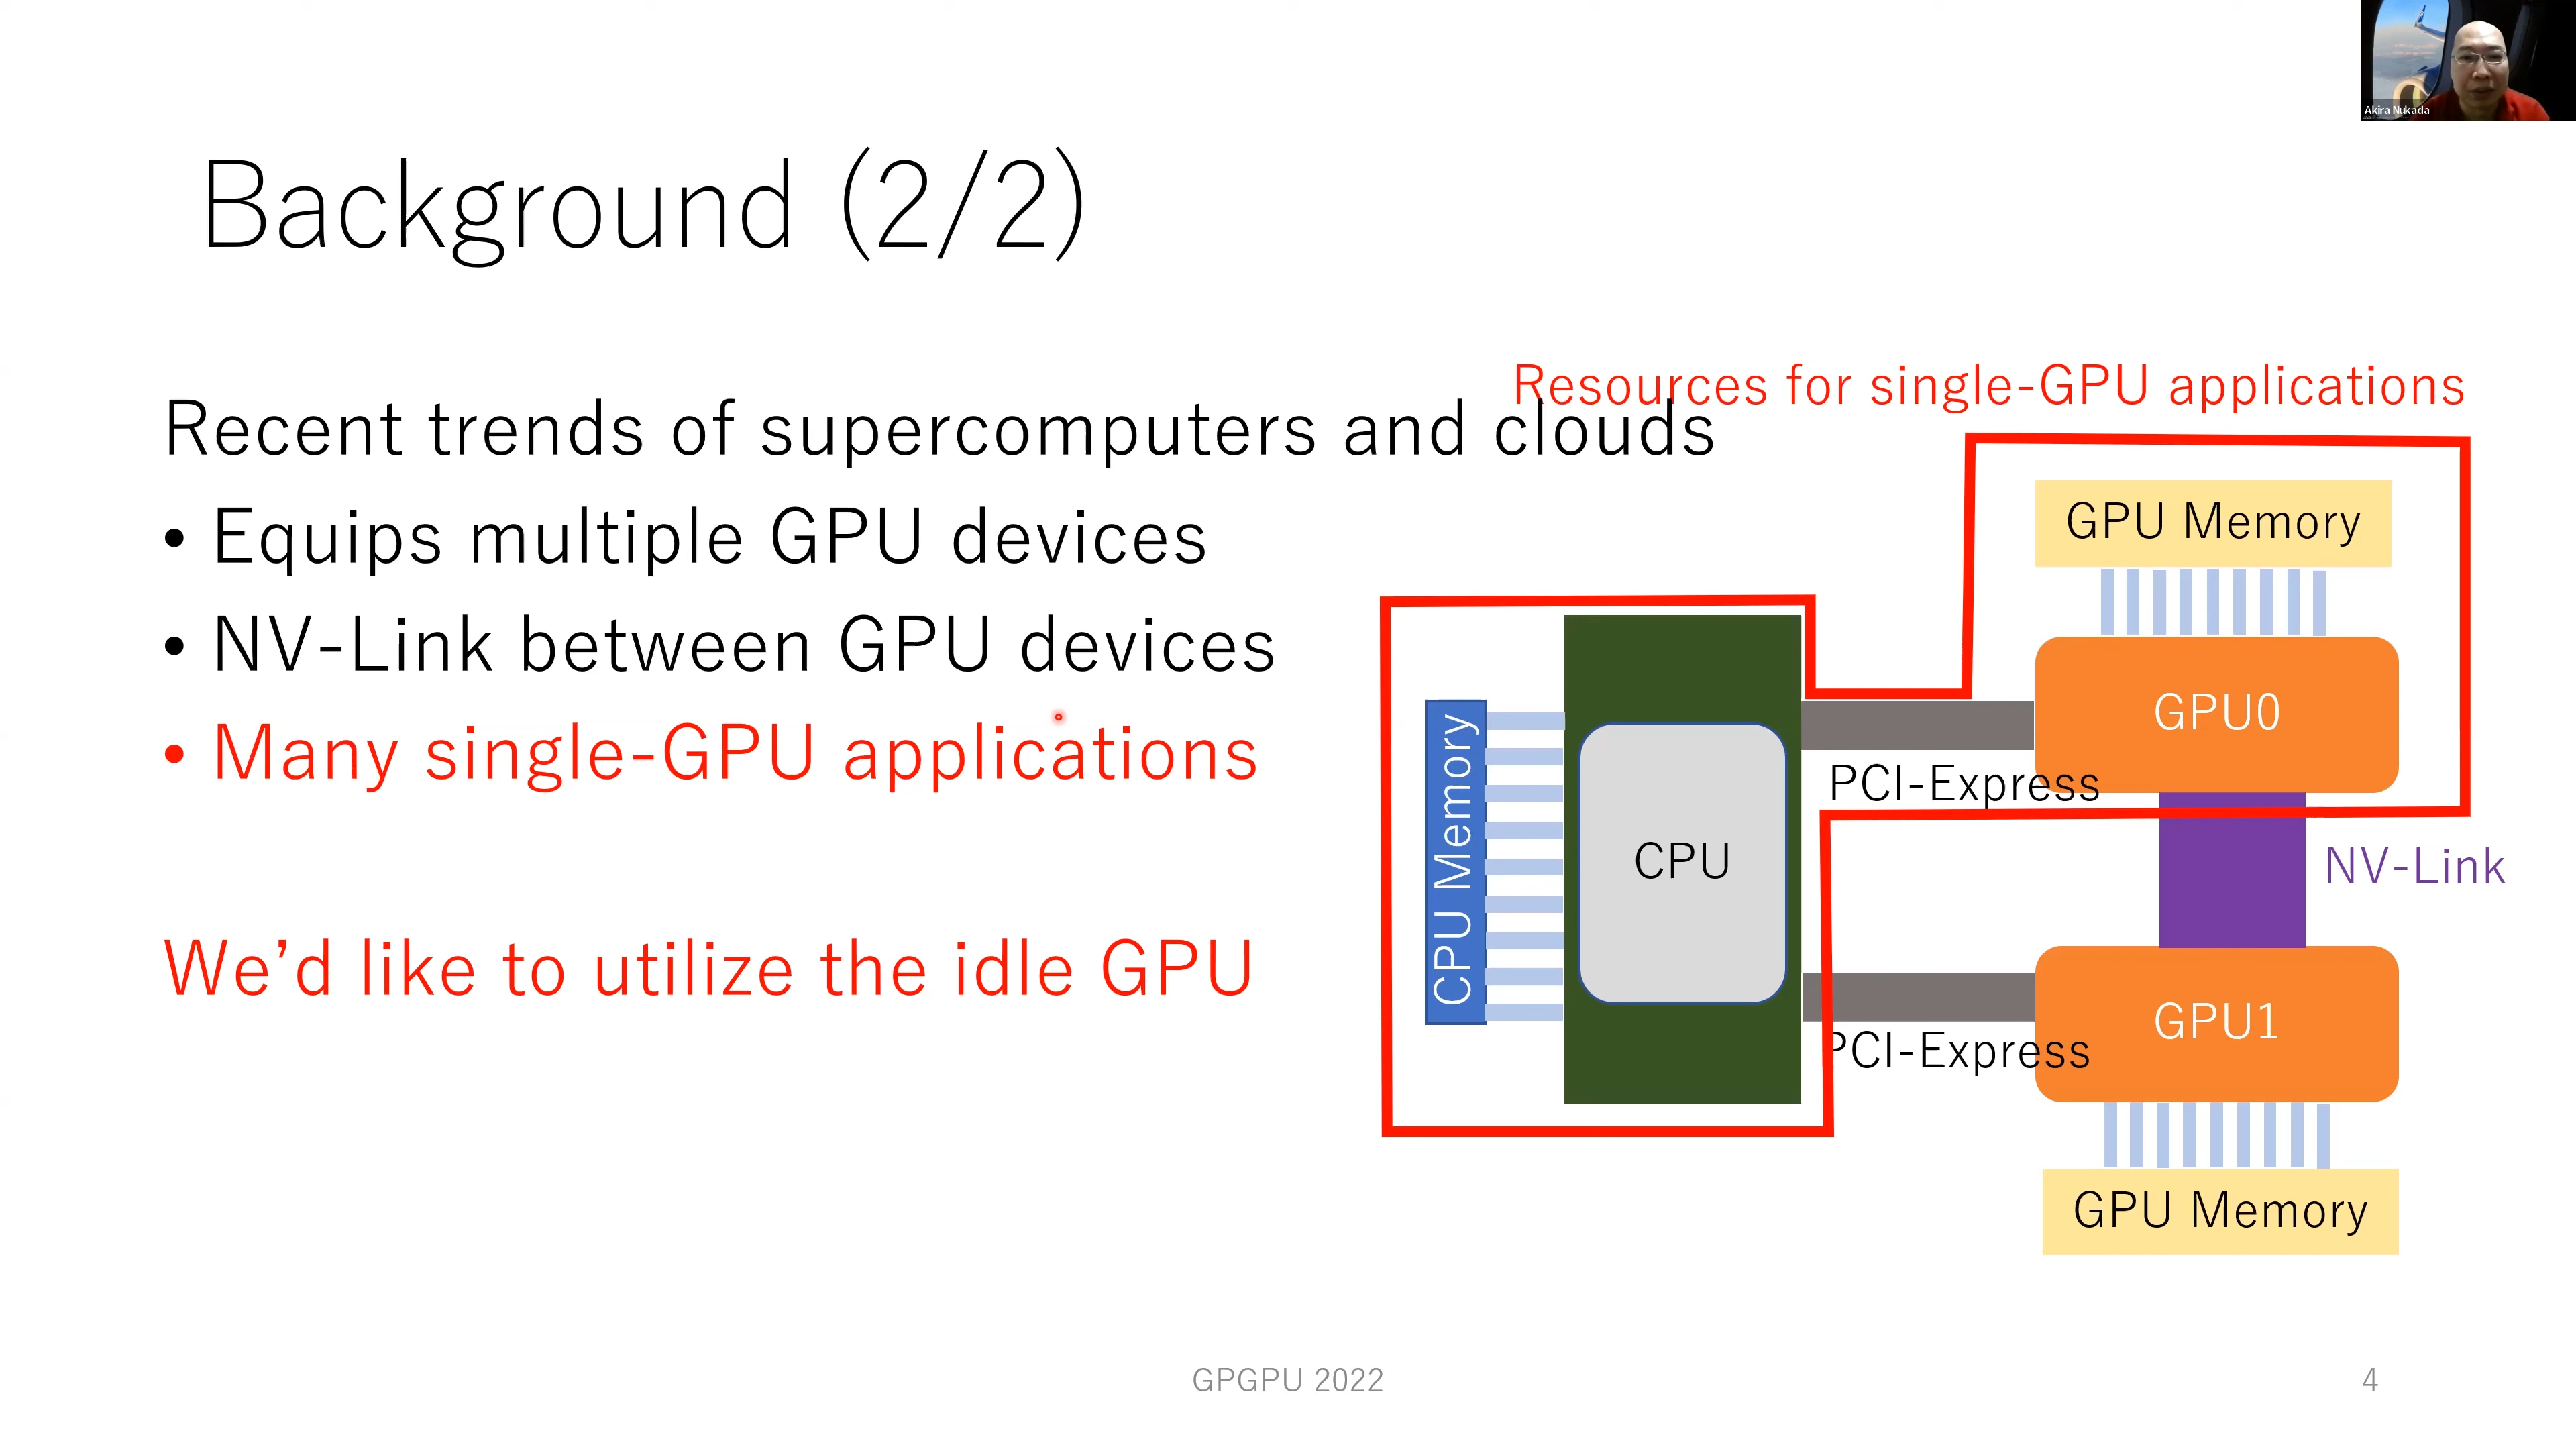 Akira Nukada
Background (2/2)
Resources for single-GPU applications
Recent trends of supercomputers and clouds
• Equips multiple GPU devices
• NV-Link between GPU devices
• Many single-GPU applications
We’d like to utilize the idle GPU
GPU Memory
GPU0
PCI-Express
CPU Memory
CPU
NV-Link
GPU1
PCI-Express
GPU Memory
GPGPU 2022
4